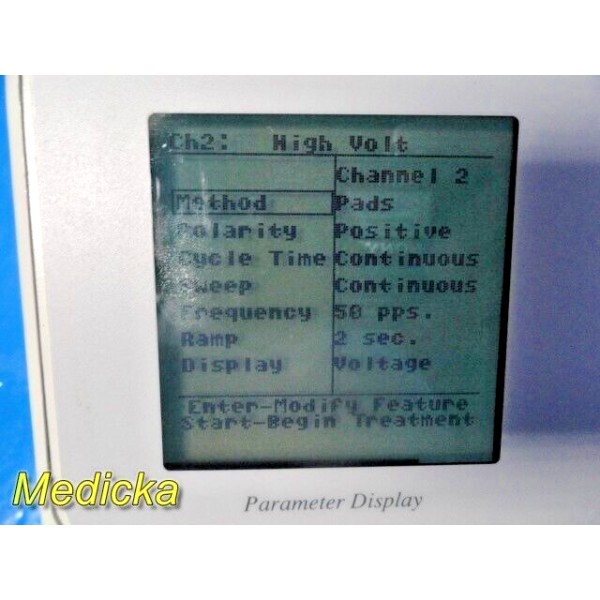 Ch2: High Volt
Channel 2
Method Pads
Polarity Positive
Cycle Time Continuous
Sweep Continuous
Frequency 50 pps.
Ramp 2 sec.
Display Voltage
Enter-Modify Feature
Start-Begin Treatment
Medicka
Parameter Display